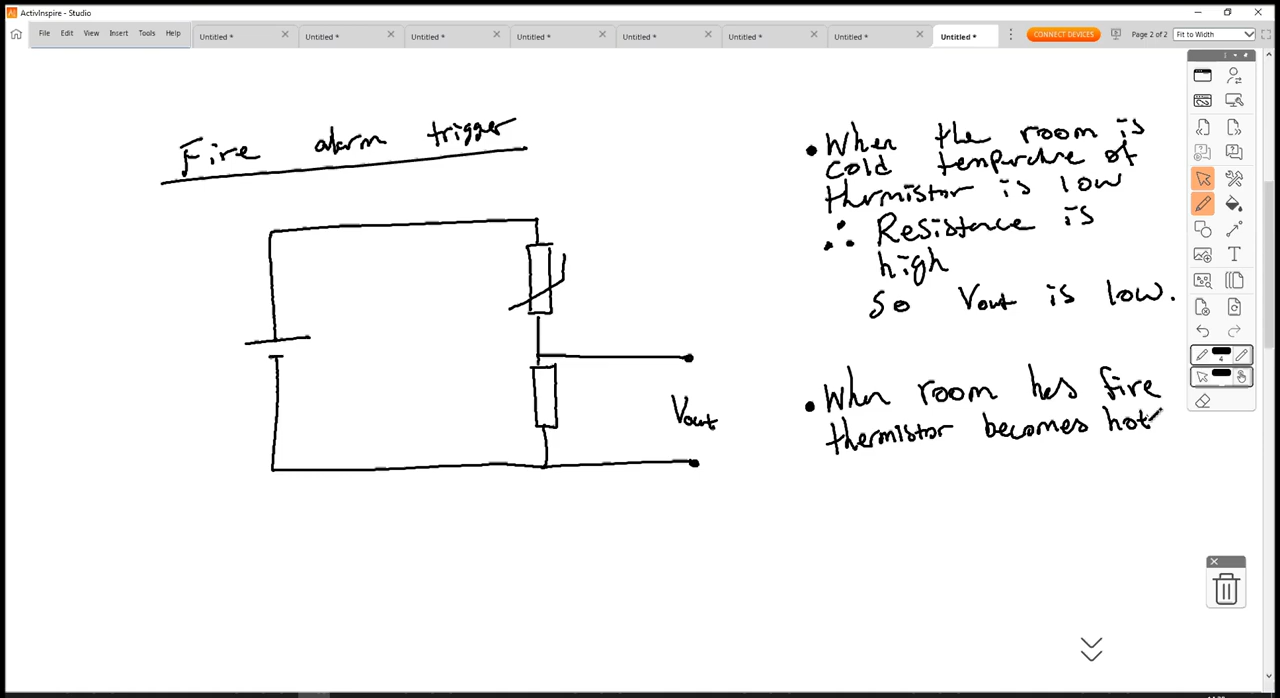 ActivInspire - Studio
File Edit View Insert Tools Help
Untitled * Untitled * Untitled * Untitled * Untitled * Untitled * Untitled * Untitled *
CONNECT DEVICES
Page 2 of 2
Fit to Width
Fire alarm trigger
Vout
• When the room is
cold temperature of
thermistor is low
∴ Resistance is
high
so Vout is low.
• When room has fire
thermistor becomes hot
T
4